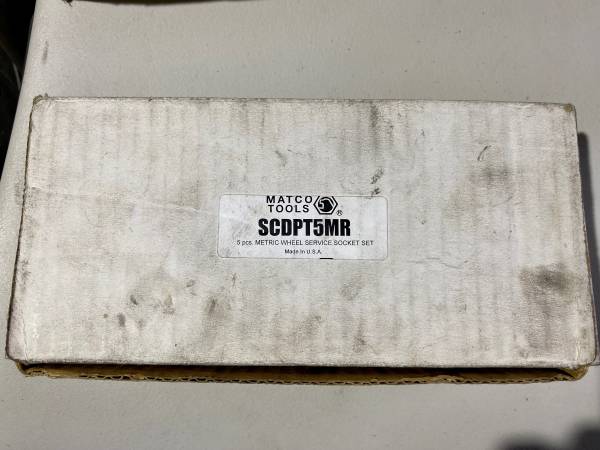 MATCO
TOOLS ®
SCDPT5MR
5 pcs. METRIC WHEEL SERVICE SOCKET SET
Made In U.S.A.